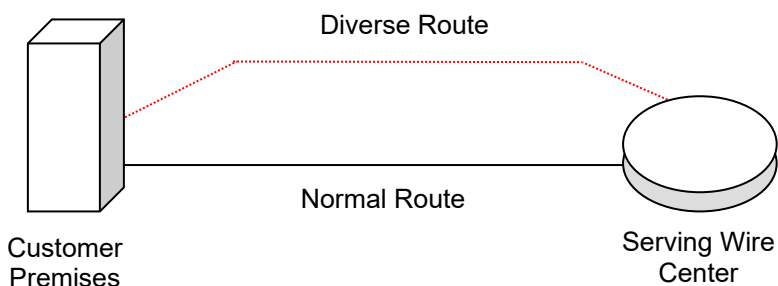 Diverse Route
Normal Route
Customer
Premises
Serving Wire
Center